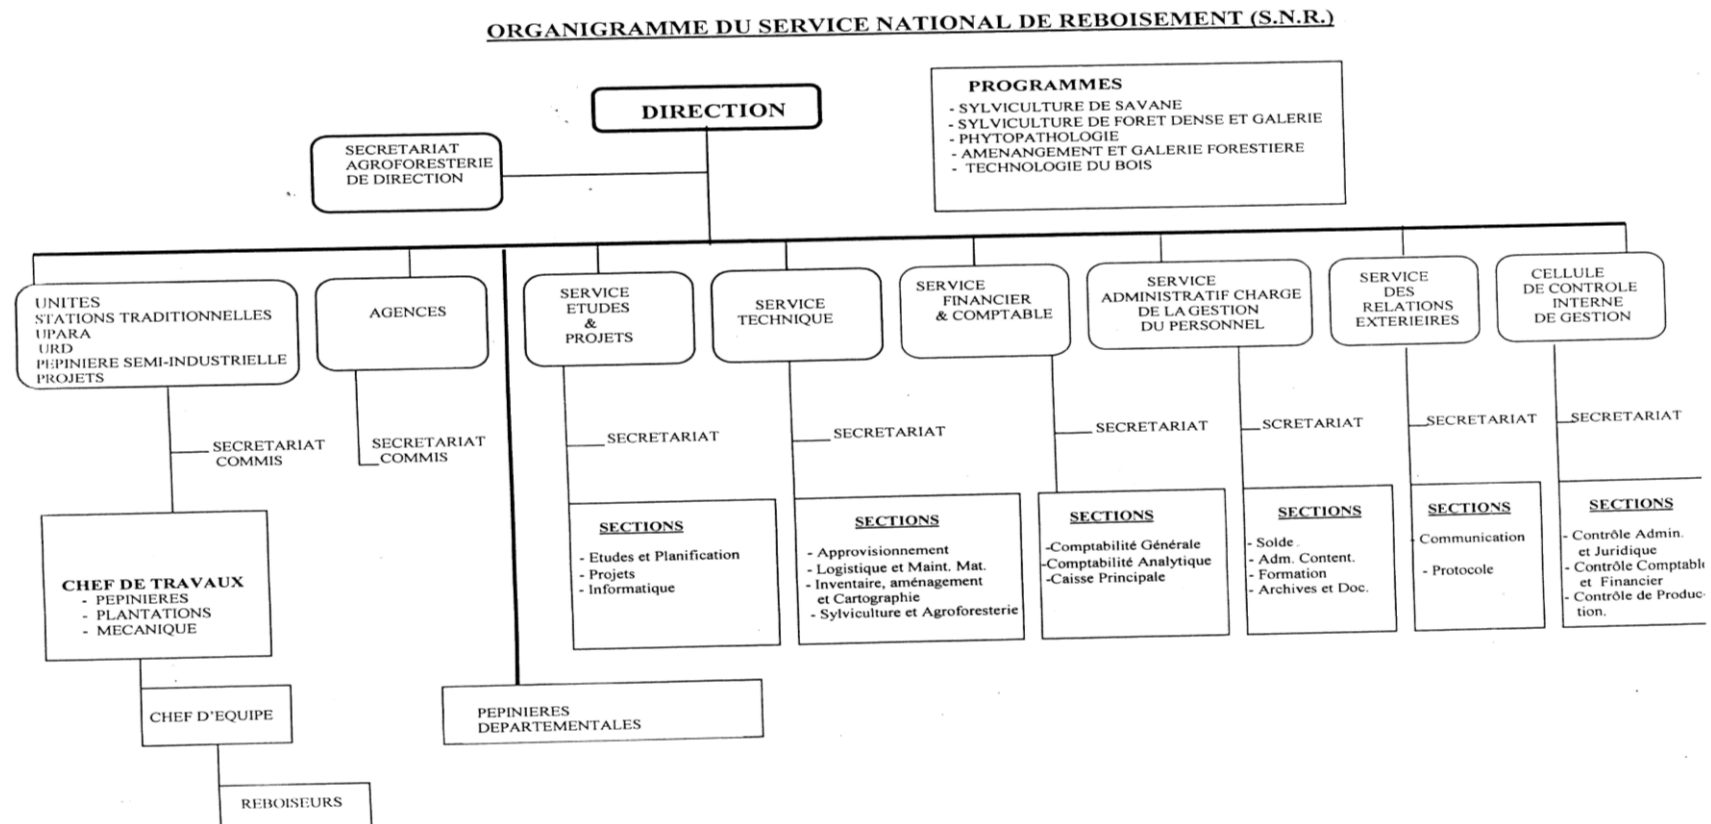 ORGANIGRAMME DU SERVICE NATIONAL DE REBOISEMENT (S.N.R.)
DIRECTION
PROGRAMMES
- SYLVICULTURE DE SAVANE
- SYLVICULTURE DE FORET DENSE ET GALERIE
- PHYTOPATHOLOGIE
- AMENANGEMENT ET GALERIE FORESTIERE
- TECHNOLOGIE DU BOIS
SECRETARIAT
AGROFORESTERIE
DE DIRECTION
UNITES
STATIONS TRADITIONNELLES
UPARA
URD
PEPINIERE SEMI-INDUSTRIELLE
PROJETS
AGENCES
SERVICE
ETUDES
&
PROJETS
SERVICE
TECHNIQUE
SERVICE
FINANCIER
& COMPTABLE
SERVICE
ADMINISTRATIF CHARGE
DE LA GESTION
DU PERSONNEL
SERVICE
DES
RELATIONS
EXTERIEIRES
CELLULE
DE CONTROLE
INTERNE
DE GESTION
SECRETARIAT
COMMIS
SECRETARIAT
COMMIS
SECRETARIAT
SECRETARIAT
SECRETARIAT
SCRETARIAT
SECRETARIAT
SECRETARIAT
CHEF DE TRAVAUX
- PEPINIERES
- PLANTATIONS
- MECANIQUE
SECTIONS
- Etudes et Planification
- Projets
- Informatique
SECTIONS
- Approvisionnement
- Logistique et Maint. Mat.
- Inventaire, aménagement
et Cartographie
- Sylviculture et Agroforesterie
SECTIONS
-Comptabilité Générale
-Comptabilité Analytique
-Caisse Principale
SECTIONS
- Solde
- Adm. Content.
- Formation
- Archives et Doc.
SECTIONS
- Communication
- Protocole
SECTIONS
- Contrôle Admin.
et Juridique
- Contrôle Comptable
et Financier
- Contrôle de Produc-
tion.
CHEF D'EQUIPE
PEPINIERES
DEPARTEMENTALES
REBOISEURS